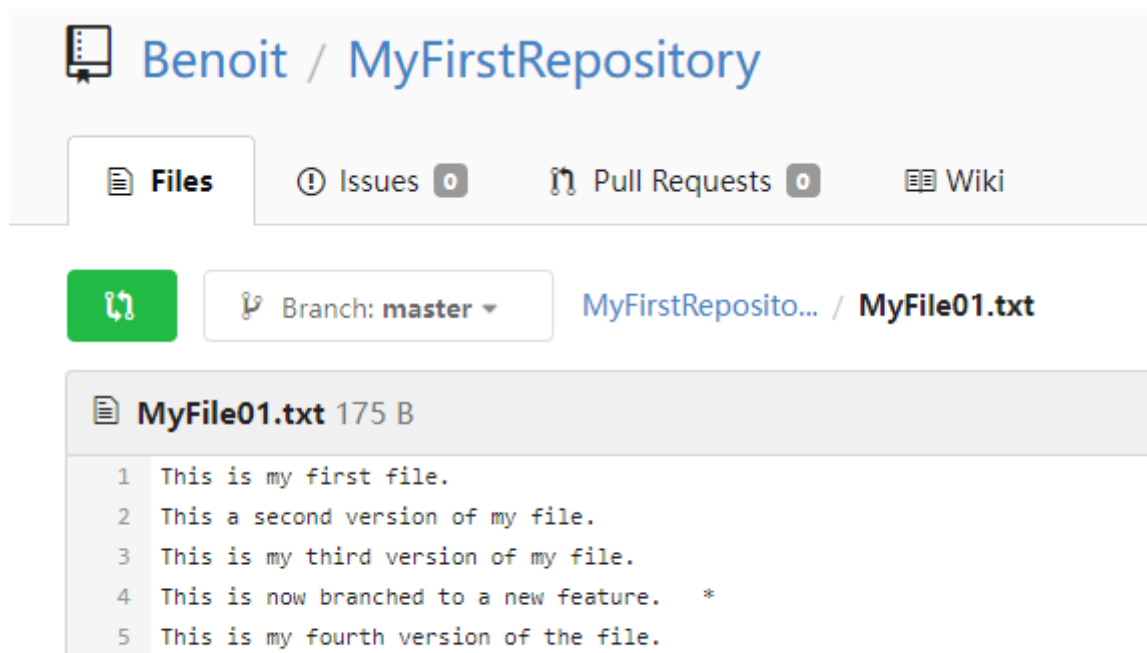 Benoit / MyFirstRepository
Files Issues 0 Pull Requests 0 Wiki
Branch: master MyFirstReposito... / MyFile01.txt
MyFile01.txt 175 B
1 This is my first file.
2 This a second version of my file.
3 This is my third version of my file.
4 This is now branched to a new feature. *
5 This is my fourth version of the file.